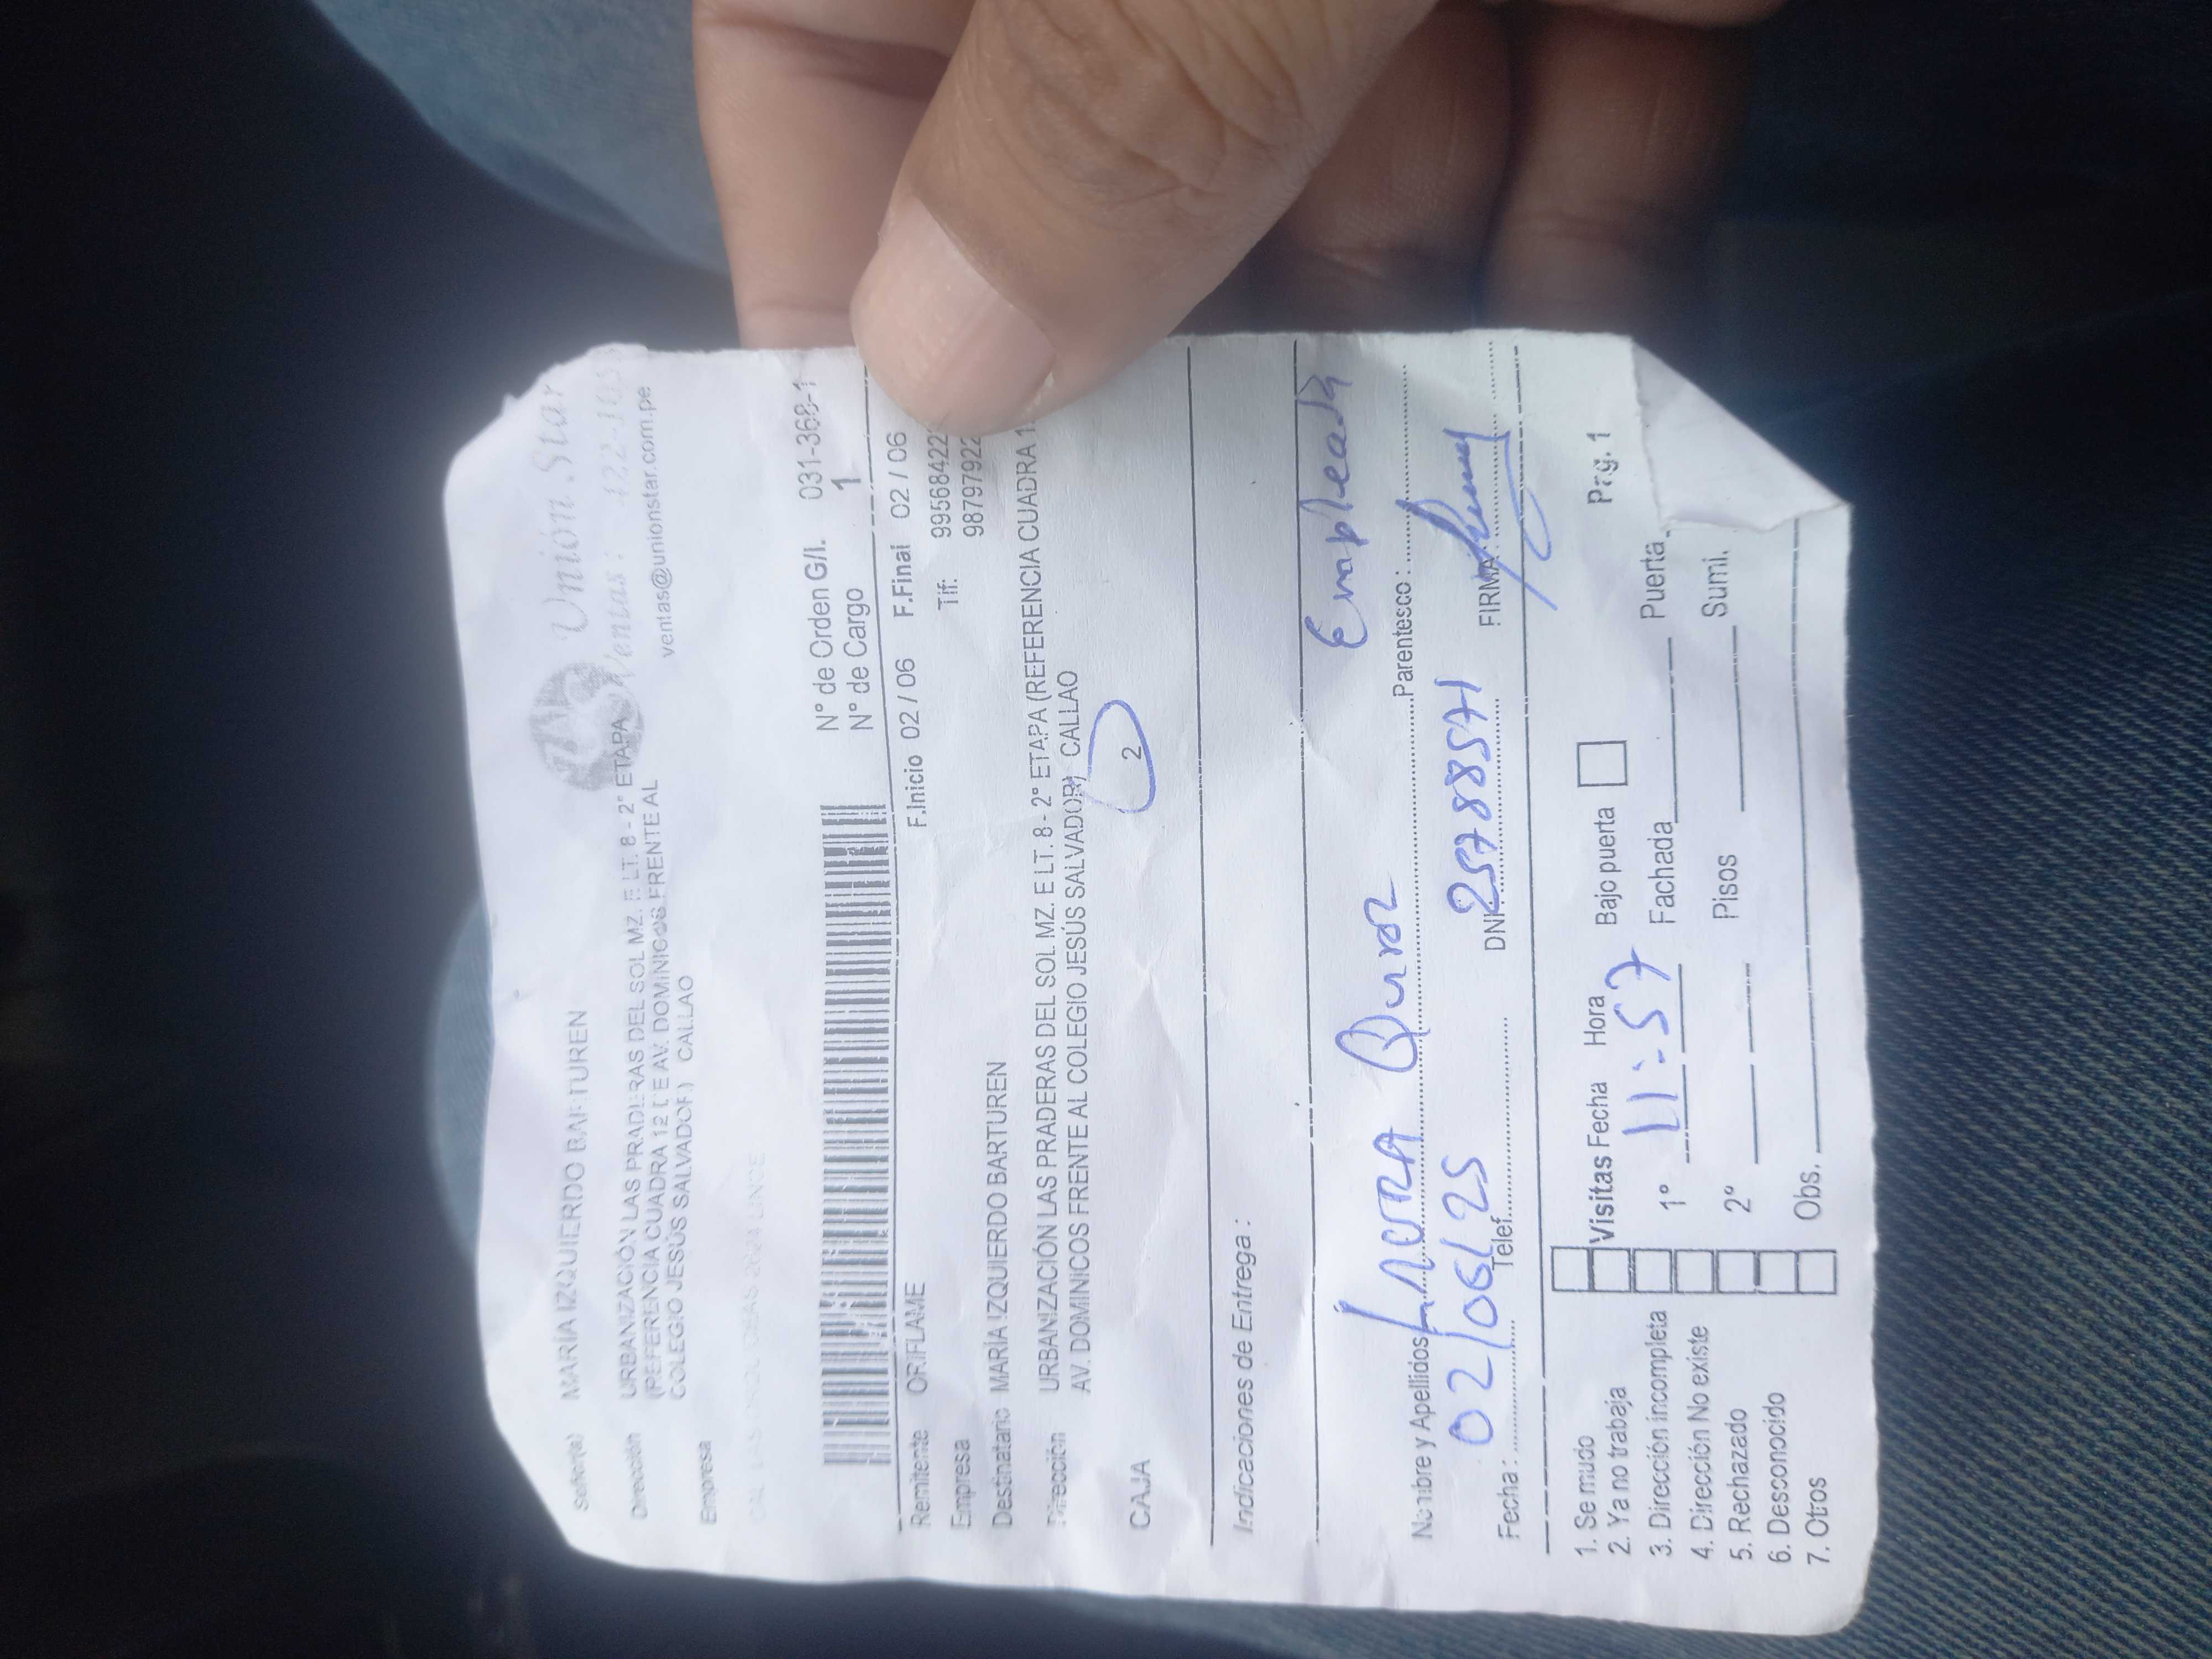 Unión Star
Ventas:
ventas@unionstar.com.pe
Señor(a) MARÍA IZQUIERDO BARTUREN
Dirección URBANIZACIÓN LAS PRADERAS DEL SOL MZ. E LT. 8 - 2° ETAPA
(REFERENCIA CUADRA 12 DE AV. DOMINICOS FRENTE AL
COLEGIO JESÚS SALVADOR) CALLAO
Empresa
N° de Orden G/I. 031-368-1
N° de Cargo 1
Remitente ORIFLAME F.Inicio 02 / 06 F.Final 02 / 06
Empresa Tlf: 99568422
Destinatario MARÍA IZQUIERDO BARTUREN 98797922
Dirección URBANIZACIÓN LAS PRADERAS DEL SOL MZ. E LT. 8 - 2° ETAPA (REFERENCIA CUADRA 1
AV. DOMINICOS FRENTE AL COLEGIO JESÚS SALVADOR) CALLAO
CAJA 2
Indicaciones de Entrega :
Empleada
Nombre y Apellidos Parentesco :
02/06/25 25788571
Fecha : Telef. DNI FIRMA
1. Se mudo
2. Ya no trabaja Visitas Fecha Hora Bajo puerta Pag. 1
3. Dirección incompleta 1° 11:57 Fachada Puerta
4. Dirección No existe
5. Rechazado 2° Pisos Sumi.
6. Desconocido
7. Otros Obs.